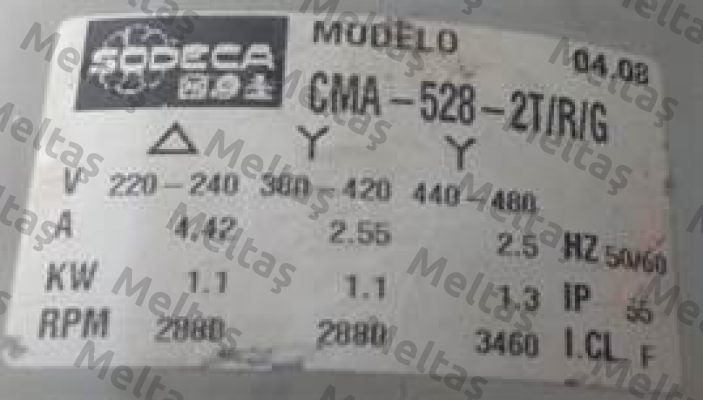 SODECA
MODELO 04.08
CMA-528-2T/R/G
△ Y Y
V 220-240 380-420 440-480
A 4.42 2.55 2.5 HZ 50/60
KW 1.1 1.1 1.3 IP 55
RPM 2880 2880 3460 I.CL F
Meltaş